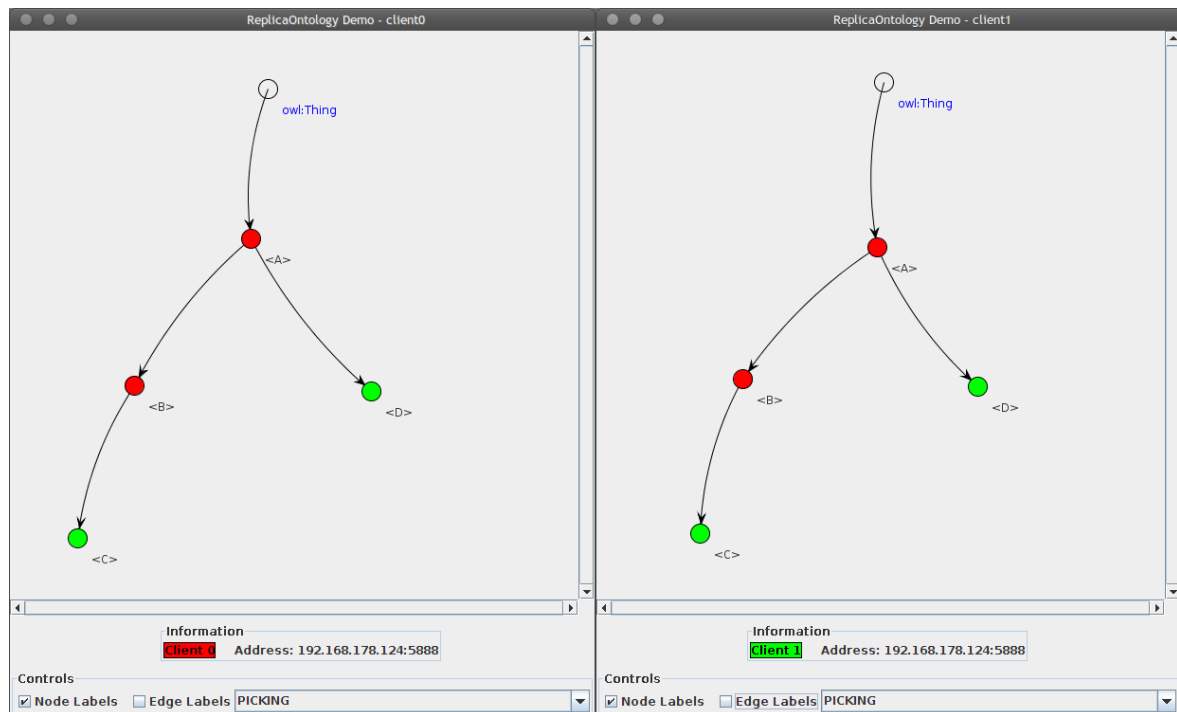 ReplicaOntology Demo - client0
owl:Thing
<A>
<B>
<D>
<C>
Information
Client 0 Address: 192.168.178.124:5888
Controls
Node Labels Edge Labels PICKING
ReplicaOntology Demo - client1
owl:Thing
<A>
<B>
<D>
<C>
Information
Client 1 Address: 192.168.178.124:5888
Controls
Node Labels Edge Labels PICKING